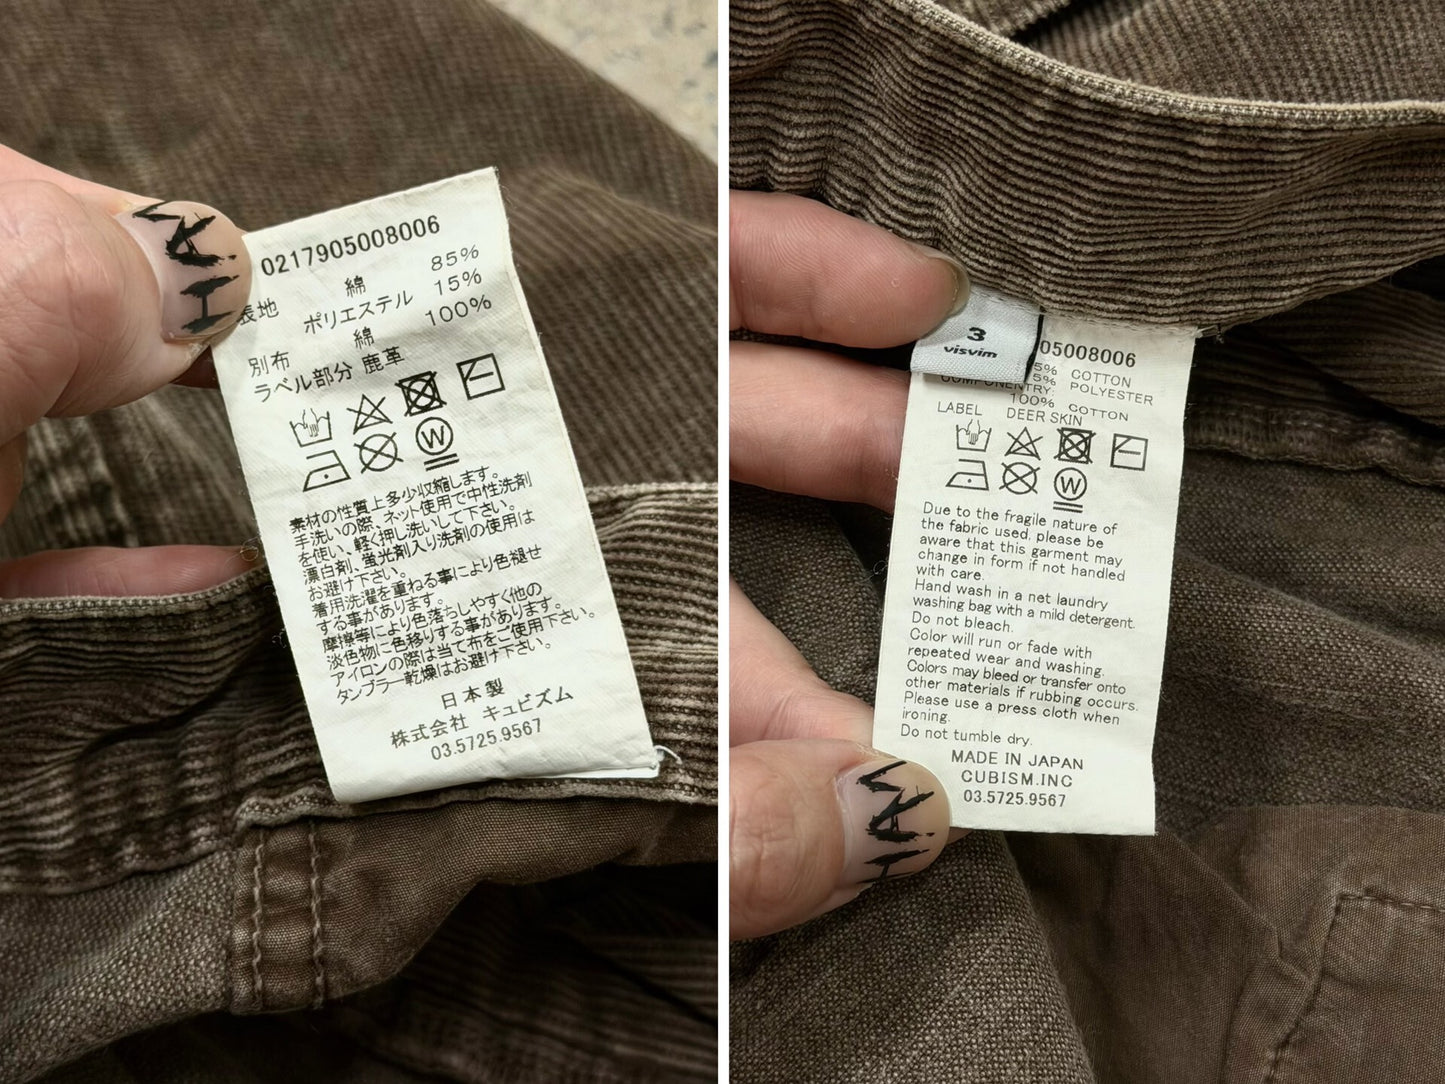 0217905008006
表地 綿 85%
ポリエステル 15%
別布 綿 100%
ラベル部分 鹿革
W
素材の性質上多少収縮します。
手洗いの際、ネット使用で中性洗剤
を使い、軽く押し洗いして下さい。
漂白剤、蛍光剤入り洗剤の使用は
お避け下さい。
着用洗濯を重ねる事により色褪せ
する事があります。
摩擦等により色落ちしやすく他の
淡色物に色移りする事があります。
アイロンの際は当て布をご使用下さい。
タンブラー乾燥はお避け下さい。
日本製
株式会社 キュビズム
03.5725.9567
3
visvim
05008006
5% COTTON
COMPONENTRY: 5% POLYESTER
100% COTTON
LABEL DEER SKIN
W
Due to the fragile nature of
the fabric used, please be
aware that this garment may
change in form if not handled
with care.
Hand wash in a net laundry
washing bag with a mild detergent.
Do not bleach.
Color will run or fade with
repeated wear and washing.
Colors may bleed or transfer onto
other materials if rubbing occurs.
Please use a press cloth when
ironing.
Do not tumble dry.
MADE IN JAPAN
CUBISM.INC
03.5725.9567